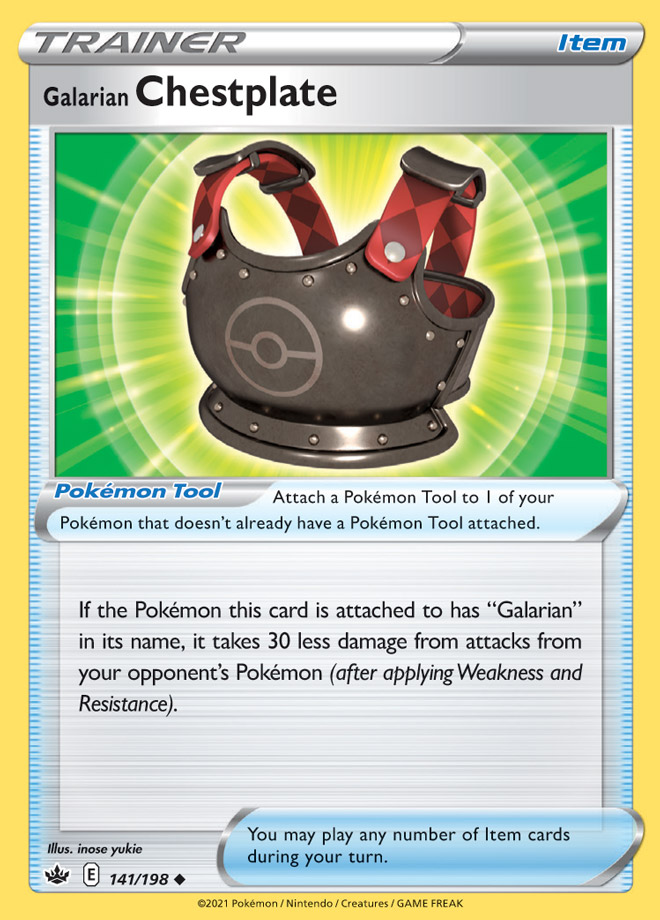 TRAINER
Item
Galarian Chestplate
Pokémon Tool Attach a Pokémon Tool to 1 of your
Pokémon that doesn't already have a Pokémon Tool attached.
If the Pokémon this card is attached to has “Galarian”
in its name, it takes 30 less damage from attacks from
your opponent's Pokémon (after applying Weakness and
Resistance).
You may play any number of Item cards
during your turn.
Illus. inose yukie
E 141/198
©2021 Pokémon / Nintendo / Creatures / GAME FREAK